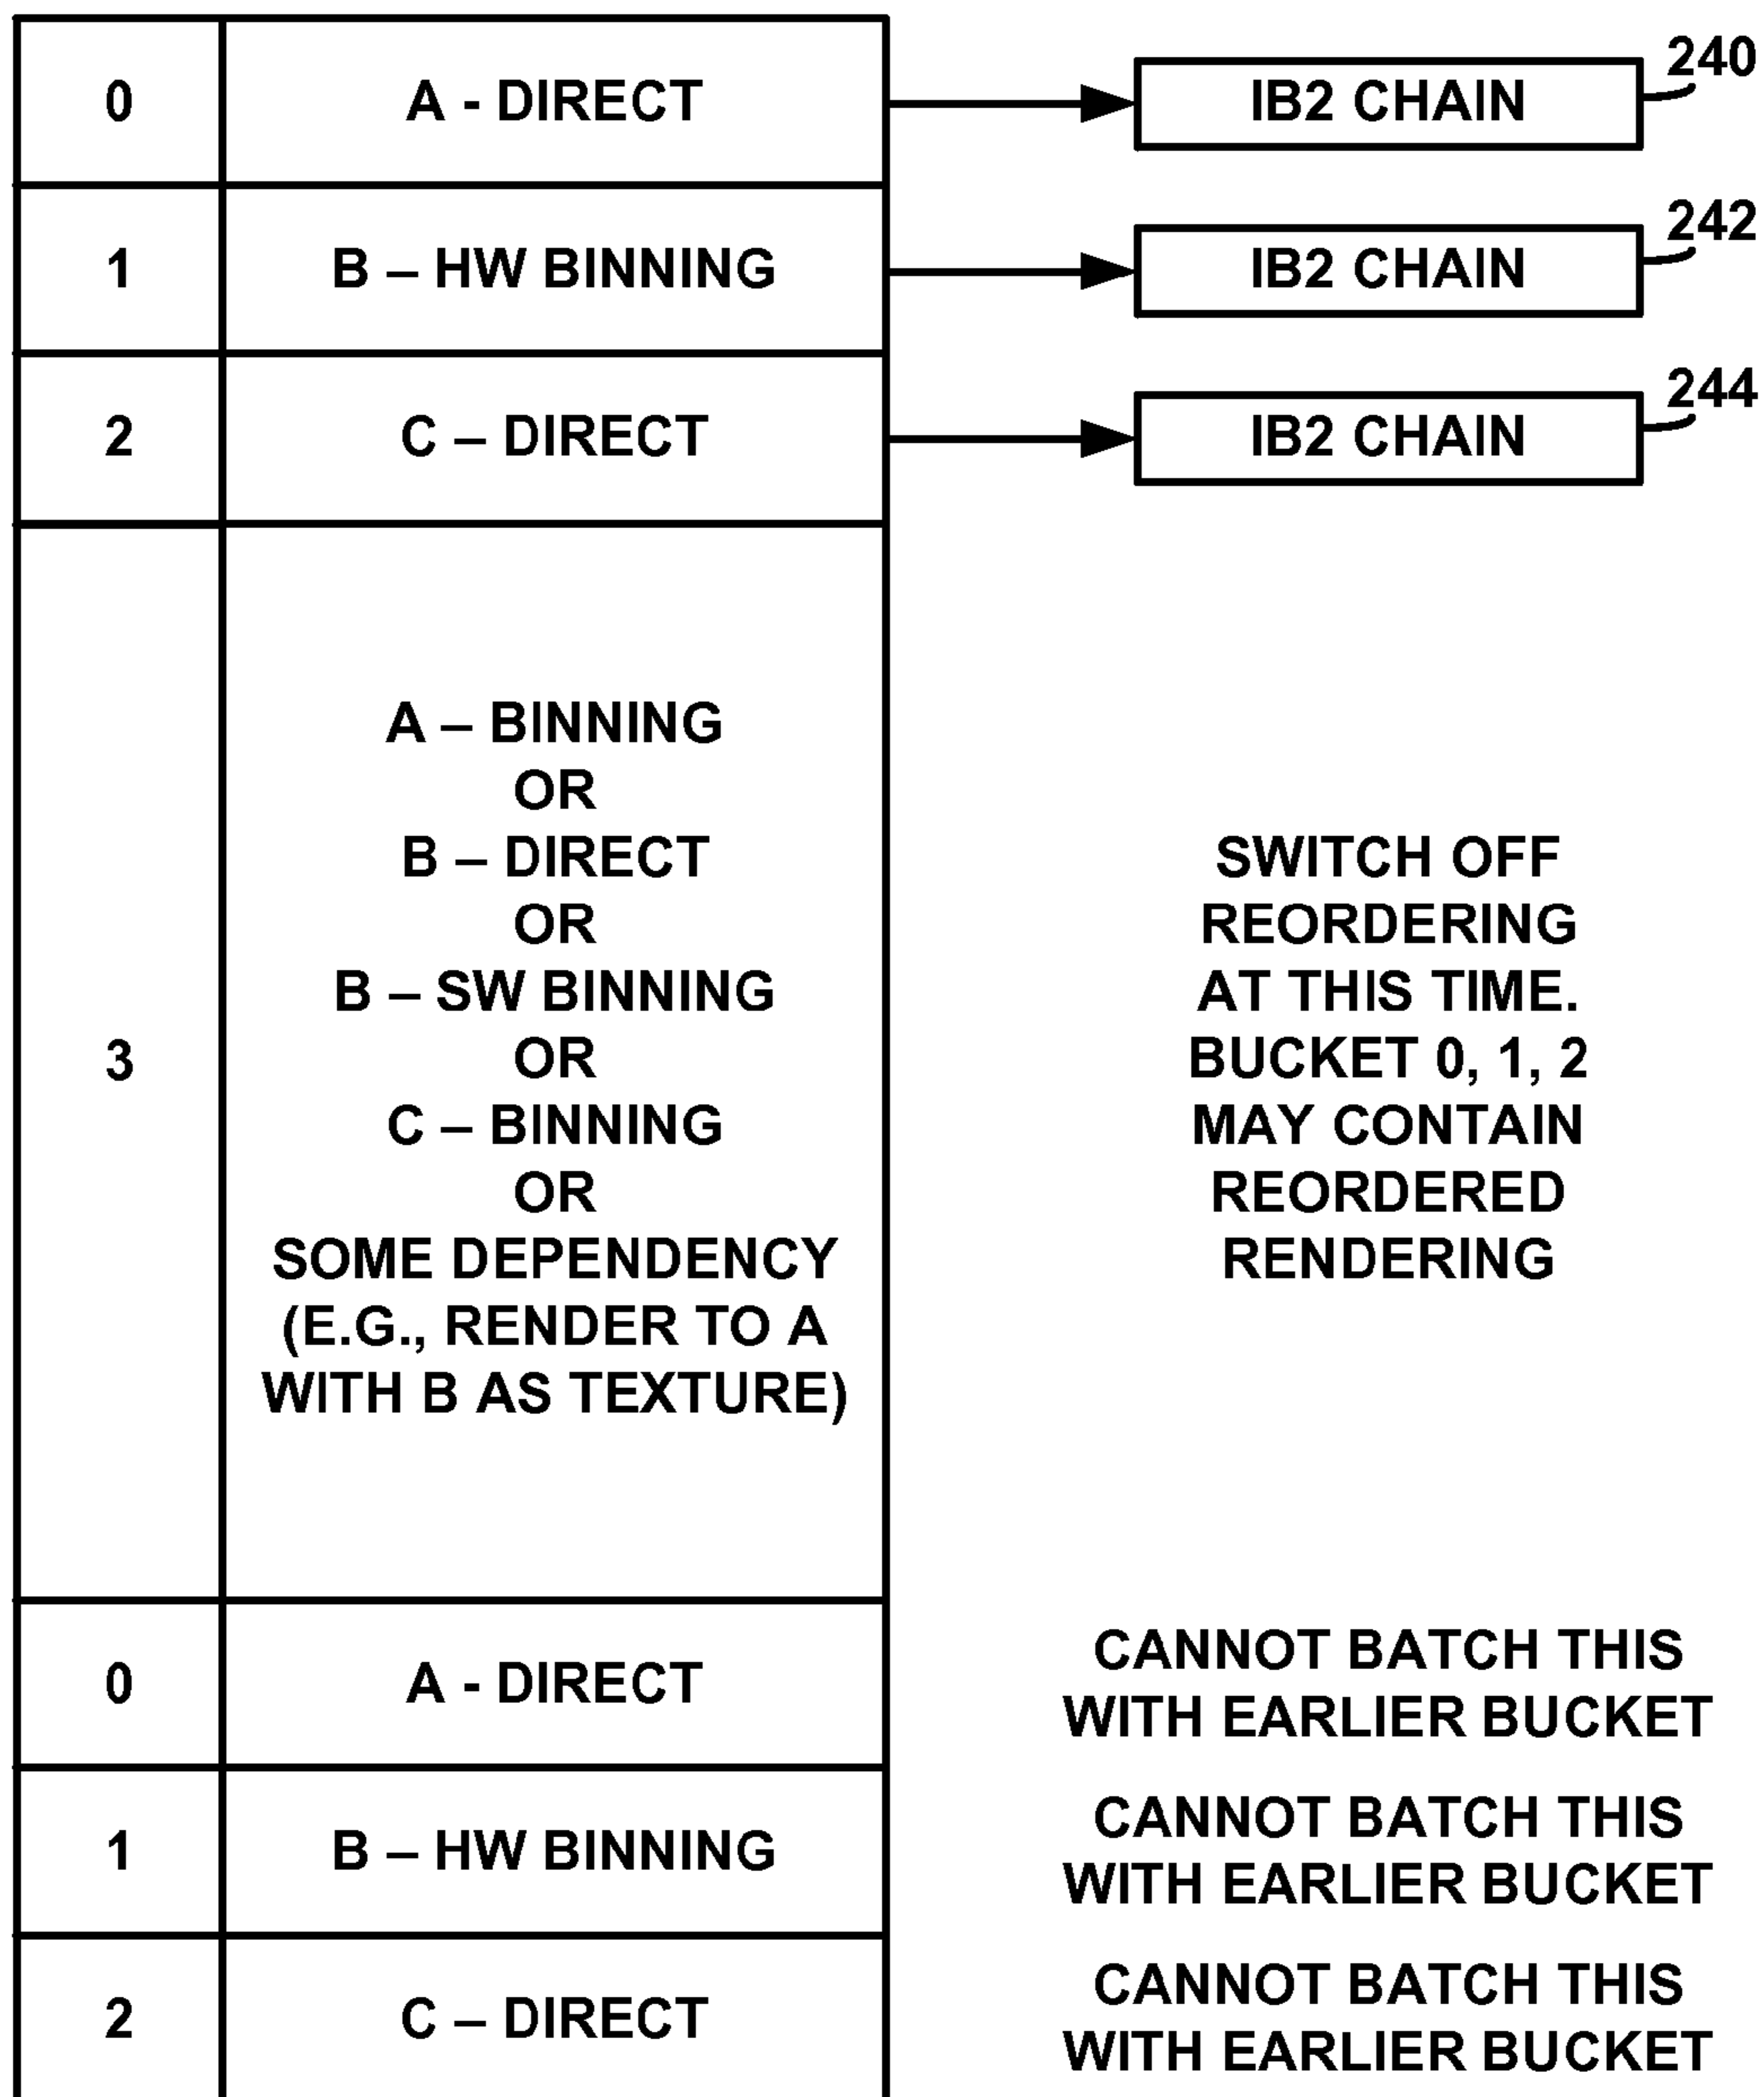 0
A - DIRECT
IB2 CHAIN
240
1
B – HW BINNING
IB2 CHAIN
242
2
C – DIRECT
IB2 CHAIN
244
3
A – BINNING
OR
B – DIRECT
OR
B – SW BINNING
OR
C – BINNING
OR
SOME DEPENDENCY
(E.G., RENDER TO A
WITH B AS TEXTURE)
SWITCH OFF
REORDERING
AT THIS TIME.
BUCKET 0, 1, 2
MAY CONTAIN
REORDERED
RENDERING
0
A - DIRECT
CANNOT BATCH THIS
WITH EARLIER BUCKET
1
B – HW BINNING
CANNOT BATCH THIS
WITH EARLIER BUCKET
2
C – DIRECT
CANNOT BATCH THIS
WITH EARLIER BUCKET